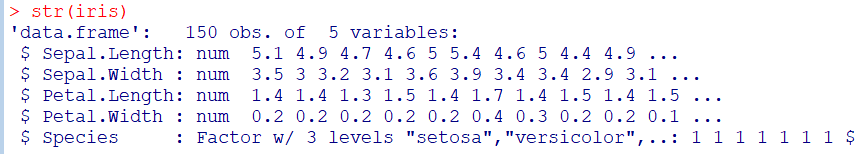 > str(iris)
'data.frame':   150 obs. of  5 variables:
 $ Sepal.Length: num  5.1 4.9 4.7 4.6 5 5.4 4.6 5 4.4 4.9 ...
 $ Sepal.Width : num  3.5 3 3.2 3.1 3.6 3.9 3.4 3.4 2.9 3.1 ...
 $ Petal.Length: num  1.4 1.4 1.3 1.5 1.4 1.7 1.4 1.5 1.4 1.5 ...
 $ Petal.Width : num  0.2 0.2 0.2 0.2 0.2 0.4 0.3 0.2 0.2 0.1 ...
 $ Species     : Factor w/ 3 levels "setosa","versicolor",..: 1 1 1 1 1 1 1 $